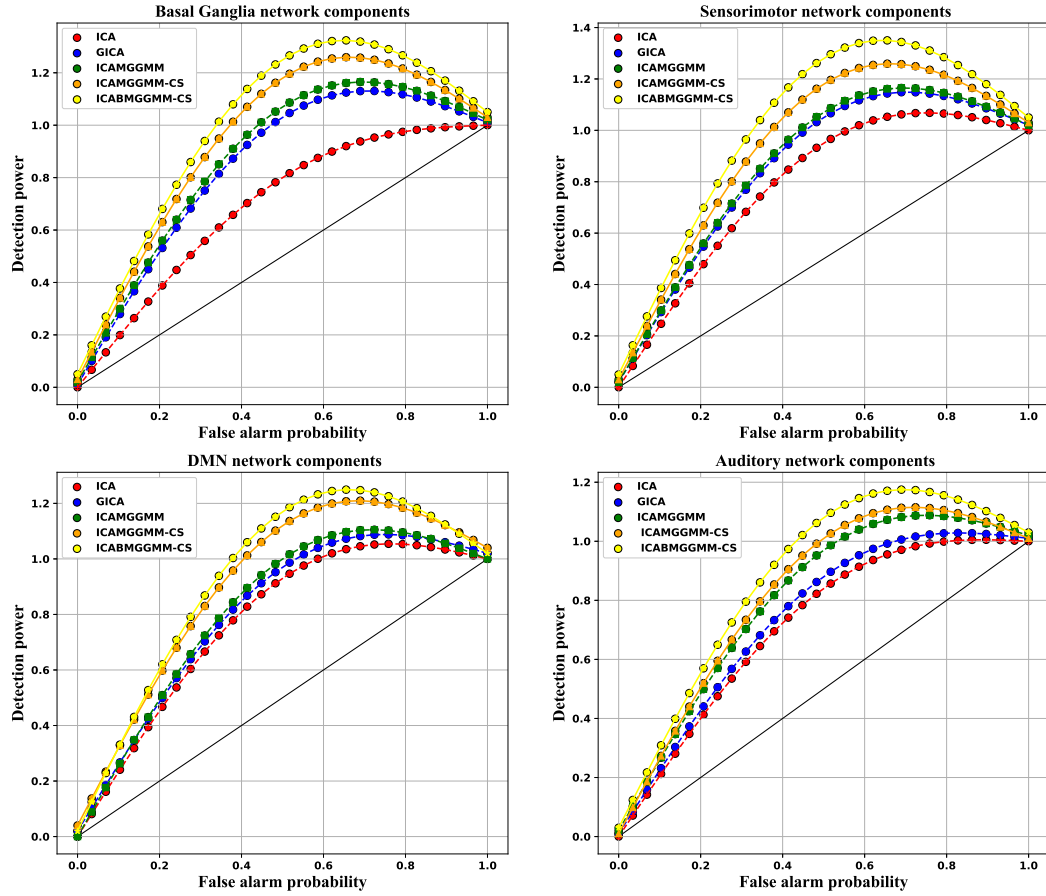 Basal Ganglia network components
ICA
GICA
ICAMGGMM
ICAMGGMM-CS
ICABMGGMM-CS
Detection power
1.2
1.0
0.8
0.6
0.4
0.2
0.0
0.0 0.2 0.4 0.6 0.8 1.0
False alarm probability
Sensorimotor network components
ICA
GICA
ICAMGGMM
ICAMGGMM-CS
ICABMGGMM-CS
Detection power
1.4
1.2
1.0
0.8
0.6
0.4
0.2
0.0
0.0 0.2 0.4 0.6 0.8 1.0
False alarm probability
DMN network components
ICA
GICA
ICAMGGMM
ICAMGGMM-CS
ICABMGGMM-CS
Detection power
1.2
1.0
0.8
0.6
0.4
0.2
0.0
0.0 0.2 0.4 0.6 0.8 1.0
False alarm probability
Auditory network components
ICA
GICA
ICAMGGMM
ICAMGGMM-CS
ICABMGGMM-CS
Detection power
1.2
1.0
0.8
0.6
0.4
0.2
0.0
0.0 0.2 0.4 0.6 0.8 1.0
False alarm probability